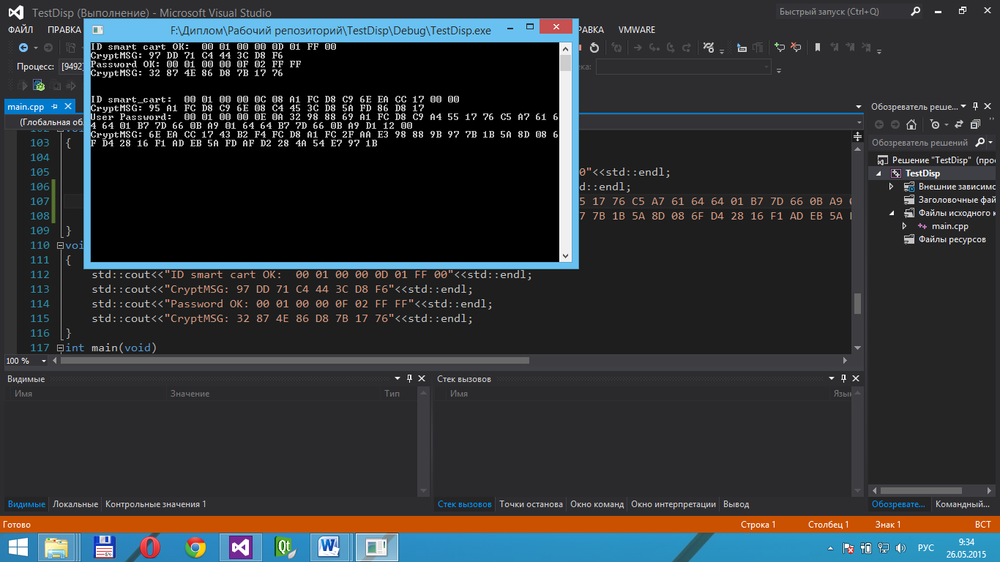 TestDisp (Выполнение) - Microsoft Visual Studio
Быстрый запуск (Ctrl+Q)
ФАЙЛ ПРАВКА
РАВКА VMWARE
F:\Диплом\Рабочий репозиторий\TestDisp\Debug\TestDisp.exe
Процесс: [9492]
ека:
ID smart cart OK:  00 01 00 00 0D 01 FF 00
CryptMSG: 97 DD 71 C4 44 3C D8 F6
Password OK: 00 01 00 00 0F 02 FF FF
CryptMSG: 32 87 4E 86 D8 7B 17 76
ID smart_cart:  00 01 00 00 0C 08 A1 FC D8 C9 6E EA CC 17 00 00
CryptMSG: 95 A1 FC D8 C9 6E 08 C4 45 3C D8 5A FD 86 D8 17
User Password:  00 01 00 00 0E 0A 32 98 88 69 A1 FC D8 C9 A4 55 17 76 C5 A7 61 6
4 64 01 B7 7D 66 0B A9 01 64 64 B7 7D 66 0B A9 D1 12 00
CryptMSG: 6E EA CC 17 43 B2 F4 FC D8 A1 FC 2F AA E3 98 88 9B 97 7B 1B 5A 8D 08 6
F D4 28 16 F1 AD EB 5A FD AF D2 28 4A 54 E7 97 1B
main.cpp
(Глобальная об
103 {
104
105 0"<<std::endl;
106 d::endl;
107 5 17 76 C5 A7 61 64 64 01 B7 7D 66 0B A9
108 7 7B 1B 5A 8D 08 6F D4 28 16 F1 AD EB 5A
109 }
110 voi
111 {
112 std::cout<<"ID smart cart OK:  00 01 00 00 0D 01 FF 00"<<std::endl;
113 std::cout<<"CryptMSG: 97 DD 71 C4 44 3C D8 F6"<<std::endl;
114 std::cout<<"Password OK: 00 01 00 00 0F 02 FF FF"<<std::endl;
115 std::cout<<"CryptMSG: 32 87 4E 86 D8 7B 17 76"<<std::endl;
116 }
117 int main(void)
100 %
Обозреватель реше...
Обозреватель решений
Решение "TestDisp" (прое
TestDisp
Внешние зависимо
Заголовочные фай
Файлы исходного к
main.cpp
Файлы ресурсов
Обозревате... Командный...
Видимые
Имя Значение Тип
Видимые Локальные Контрольные значения 1
Стек вызовов
Имя Язык
Стек вызовов Точки останова Окно команд Окно интерпретации Вывод
Готово Строка 1 Столбец 1 Знак 1 ВСТ
64
Qt
W
РУС
9:34
26.05.2015